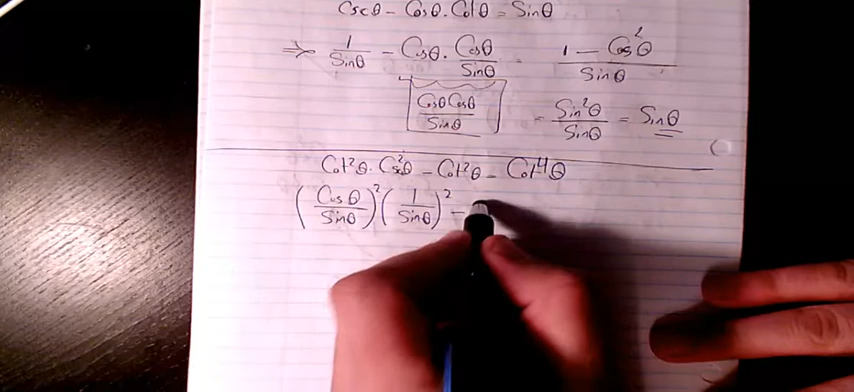 Cscθ - Cosθ.Cotθ = Sinθ
=> 1/Sinθ - Cosθ. Cosθ/Sinθ = (1 - Cos²θ)/Sinθ
CosθCosθ/Sinθ = Sin²θ/Sinθ = Sinθ
Cot²θ. Csc²θ - Cot²θ - Cot⁴θ
(Cosθ/Sinθ)² (1/Sinθ)² -